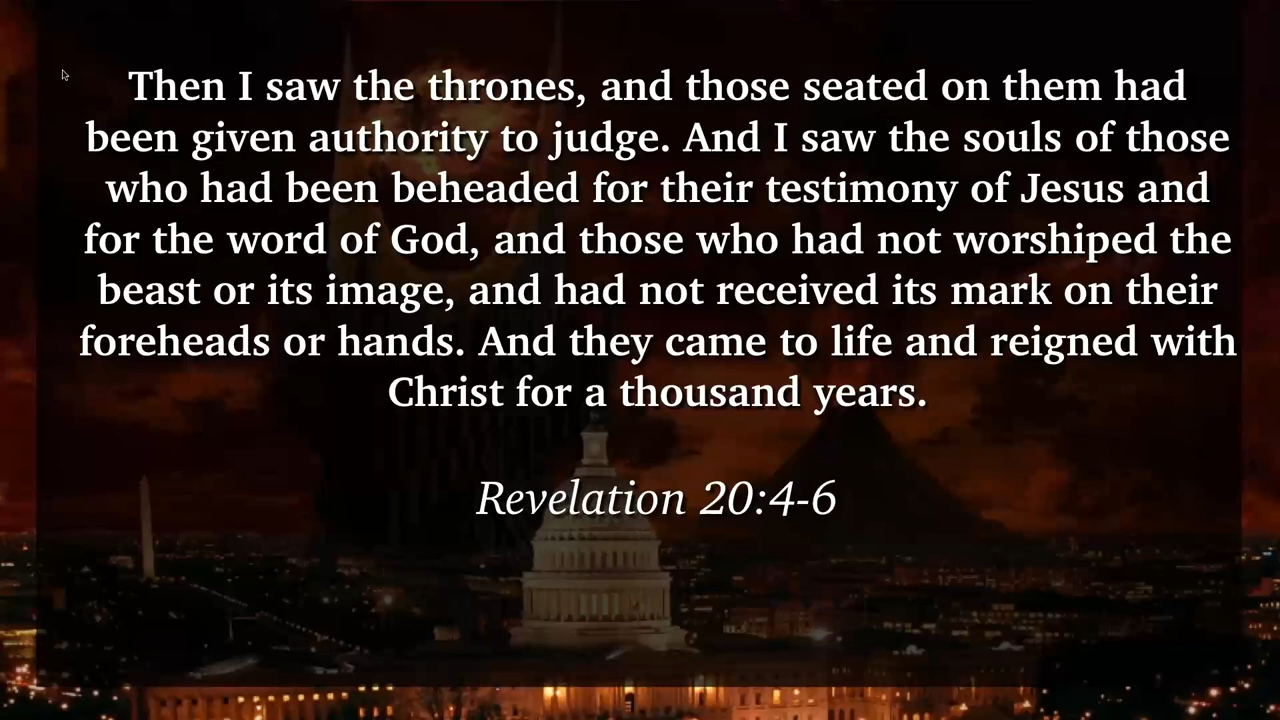 Then I saw the thrones, and those seated on them had
been given authority to judge. And I saw the souls of those
who had been beheaded for their testimony of Jesus and
for the word of God, and those who had not worshiped the
beast or its image, and had not received its mark on their
foreheads or hands. And they came to life and reigned with
Christ for a thousand years.
Revelation 20:4-6